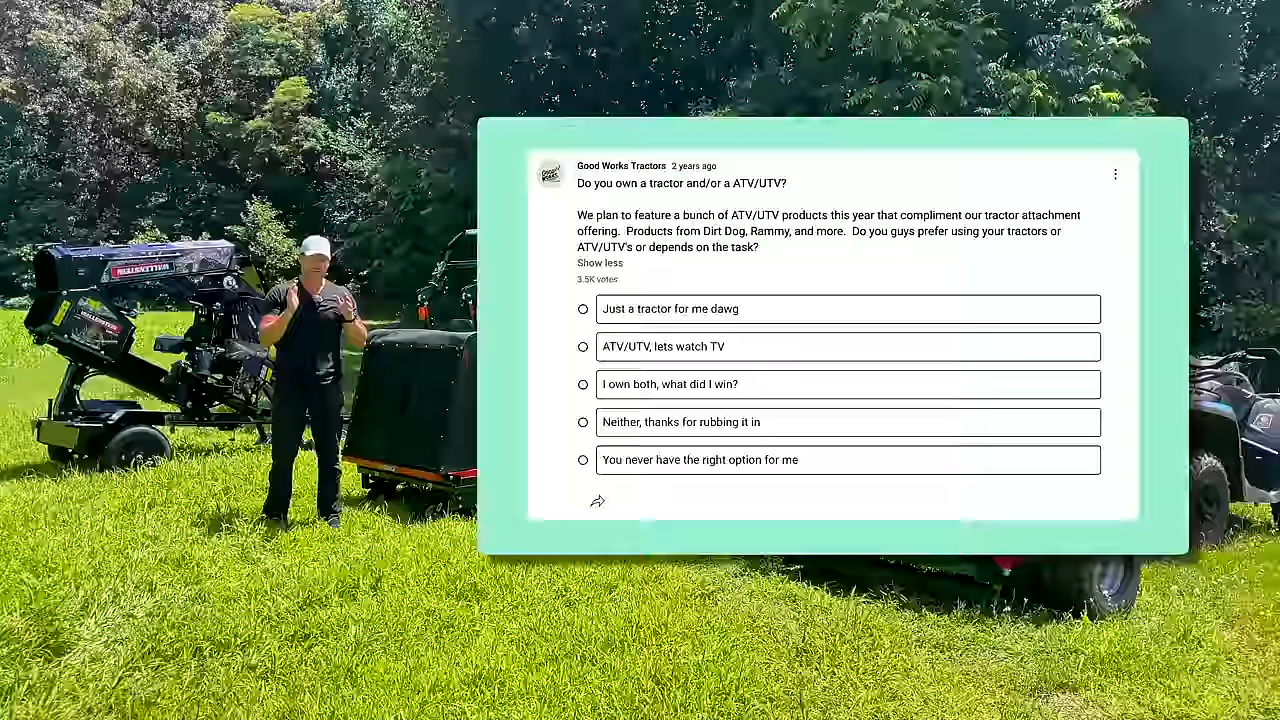 Good Works Tractors 2 years ago
Do you own a tractor and/or a ATV/UTV?
We plan to feature a bunch of ATV/UTV products this year that compliment our tractor attachment
offering. Products from Dirt Dog, Rammy, and more. Do you guys prefer using your tractors or
ATV/UTV's or depends on the task?
Show less
3.5K votes
Just a tractor for me dawg
ATV/UTV, lets watch TV
I own both, what did I win?
Neither, thanks for rubbing it in
You never have the right option for me